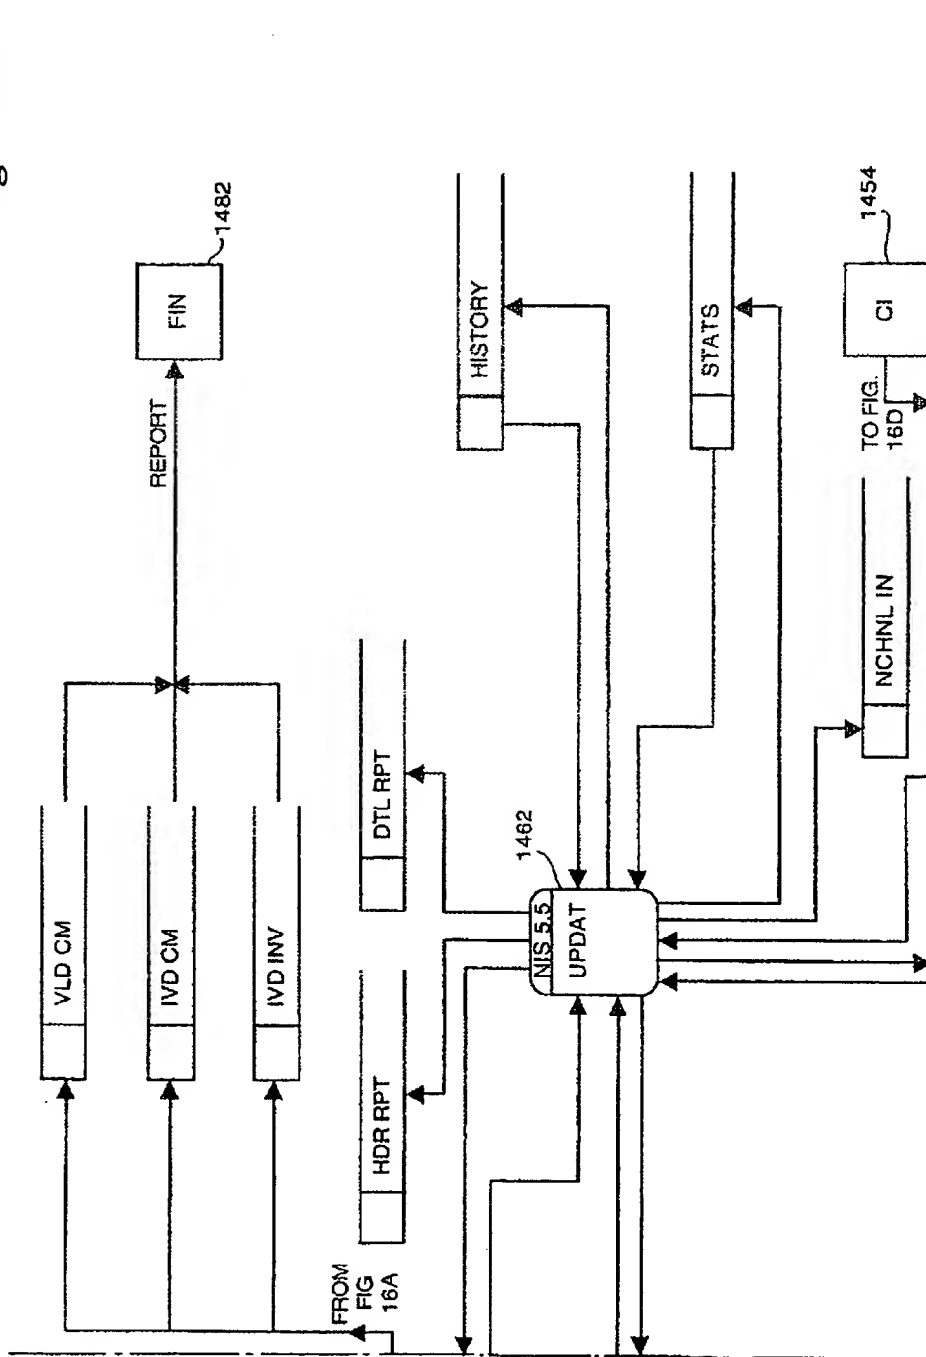 VLD CM
IVD CM
IVD INV
REPORT
FIN
1482
FROM
FIG
16A
HDR RPT
DTL RPT
HISTORY
STATS
NIS 5.5
UPDAT
1462
NCHNL IN
TO FIG.
16D
CI
1454